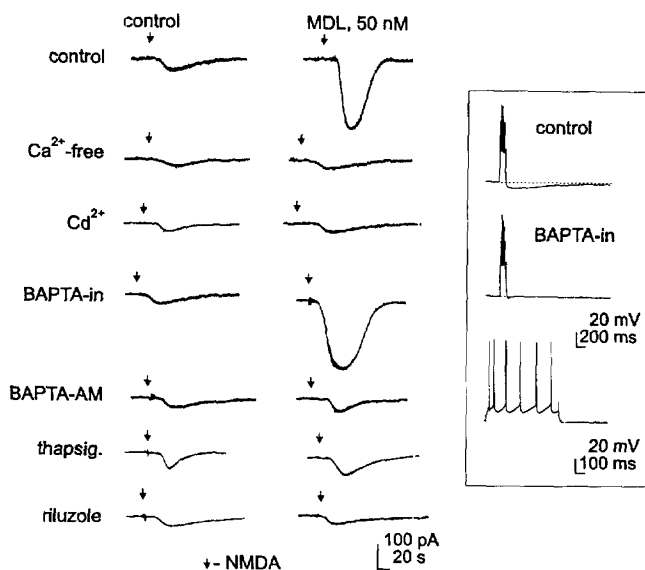 control MDL, 50 nM
control
Ca²⁺-free
Cd²⁺
BAPTA-in
BAPTA-AM
thapsig.
riluzole
↓- NMDA
100 pA
20 s
control
BAPTA-in
20 mV
200 ms
20 mV
100 ms